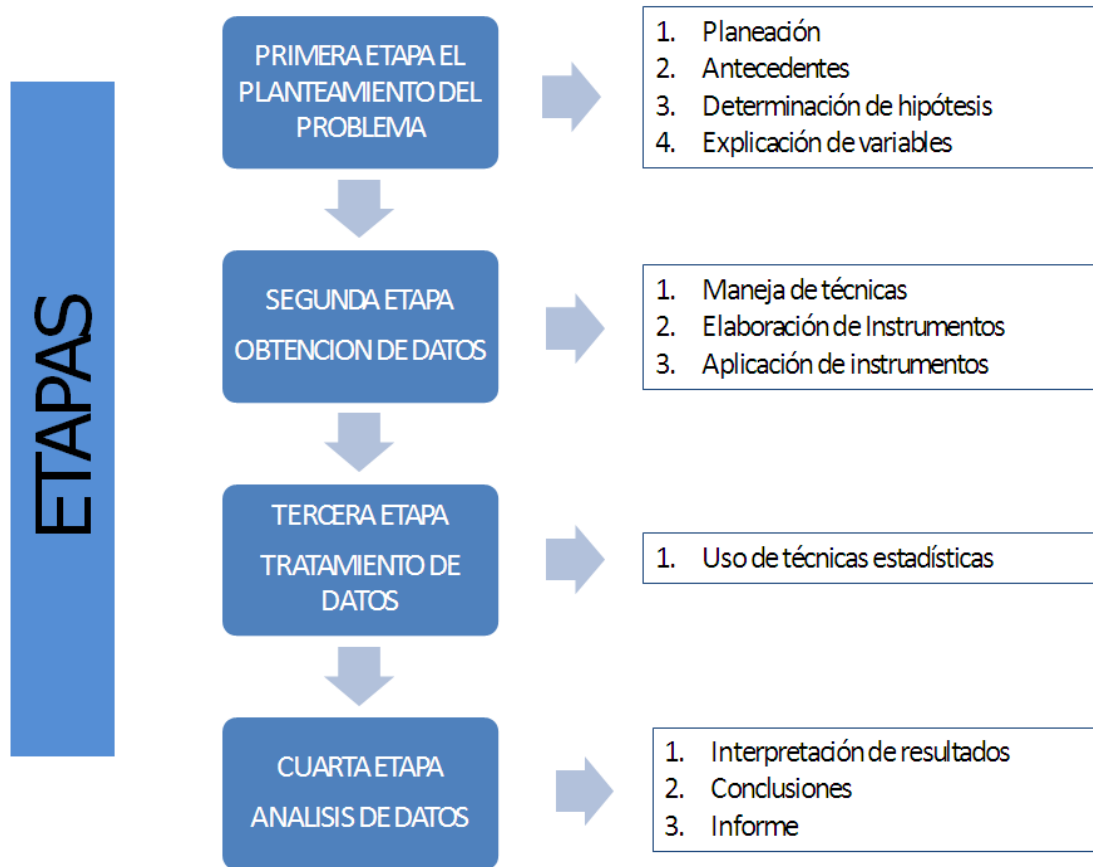 ETAPAS
PRIMERA ETAPA EL
PLANTEAMIENTO DEL
PROBLEMA
1. Planeación
2. Antecedentes
3. Determinación de hipótesis
4. Explicación de variables
SEGUNDA ETAPA
OBTENCION DE DATOS
1. Maneja de técnicas
2. Elaboración de Instrumentos
3. Aplicación de instrumentos
TERCERA ETAPA
TRATAMIENTO DE
DATOS
1. Uso de técnicas estadísticas
CUARTA ETAPA
ANALISIS DE DATOS
1. Interpretación de resultados
2. Conclusiones
3. Informe